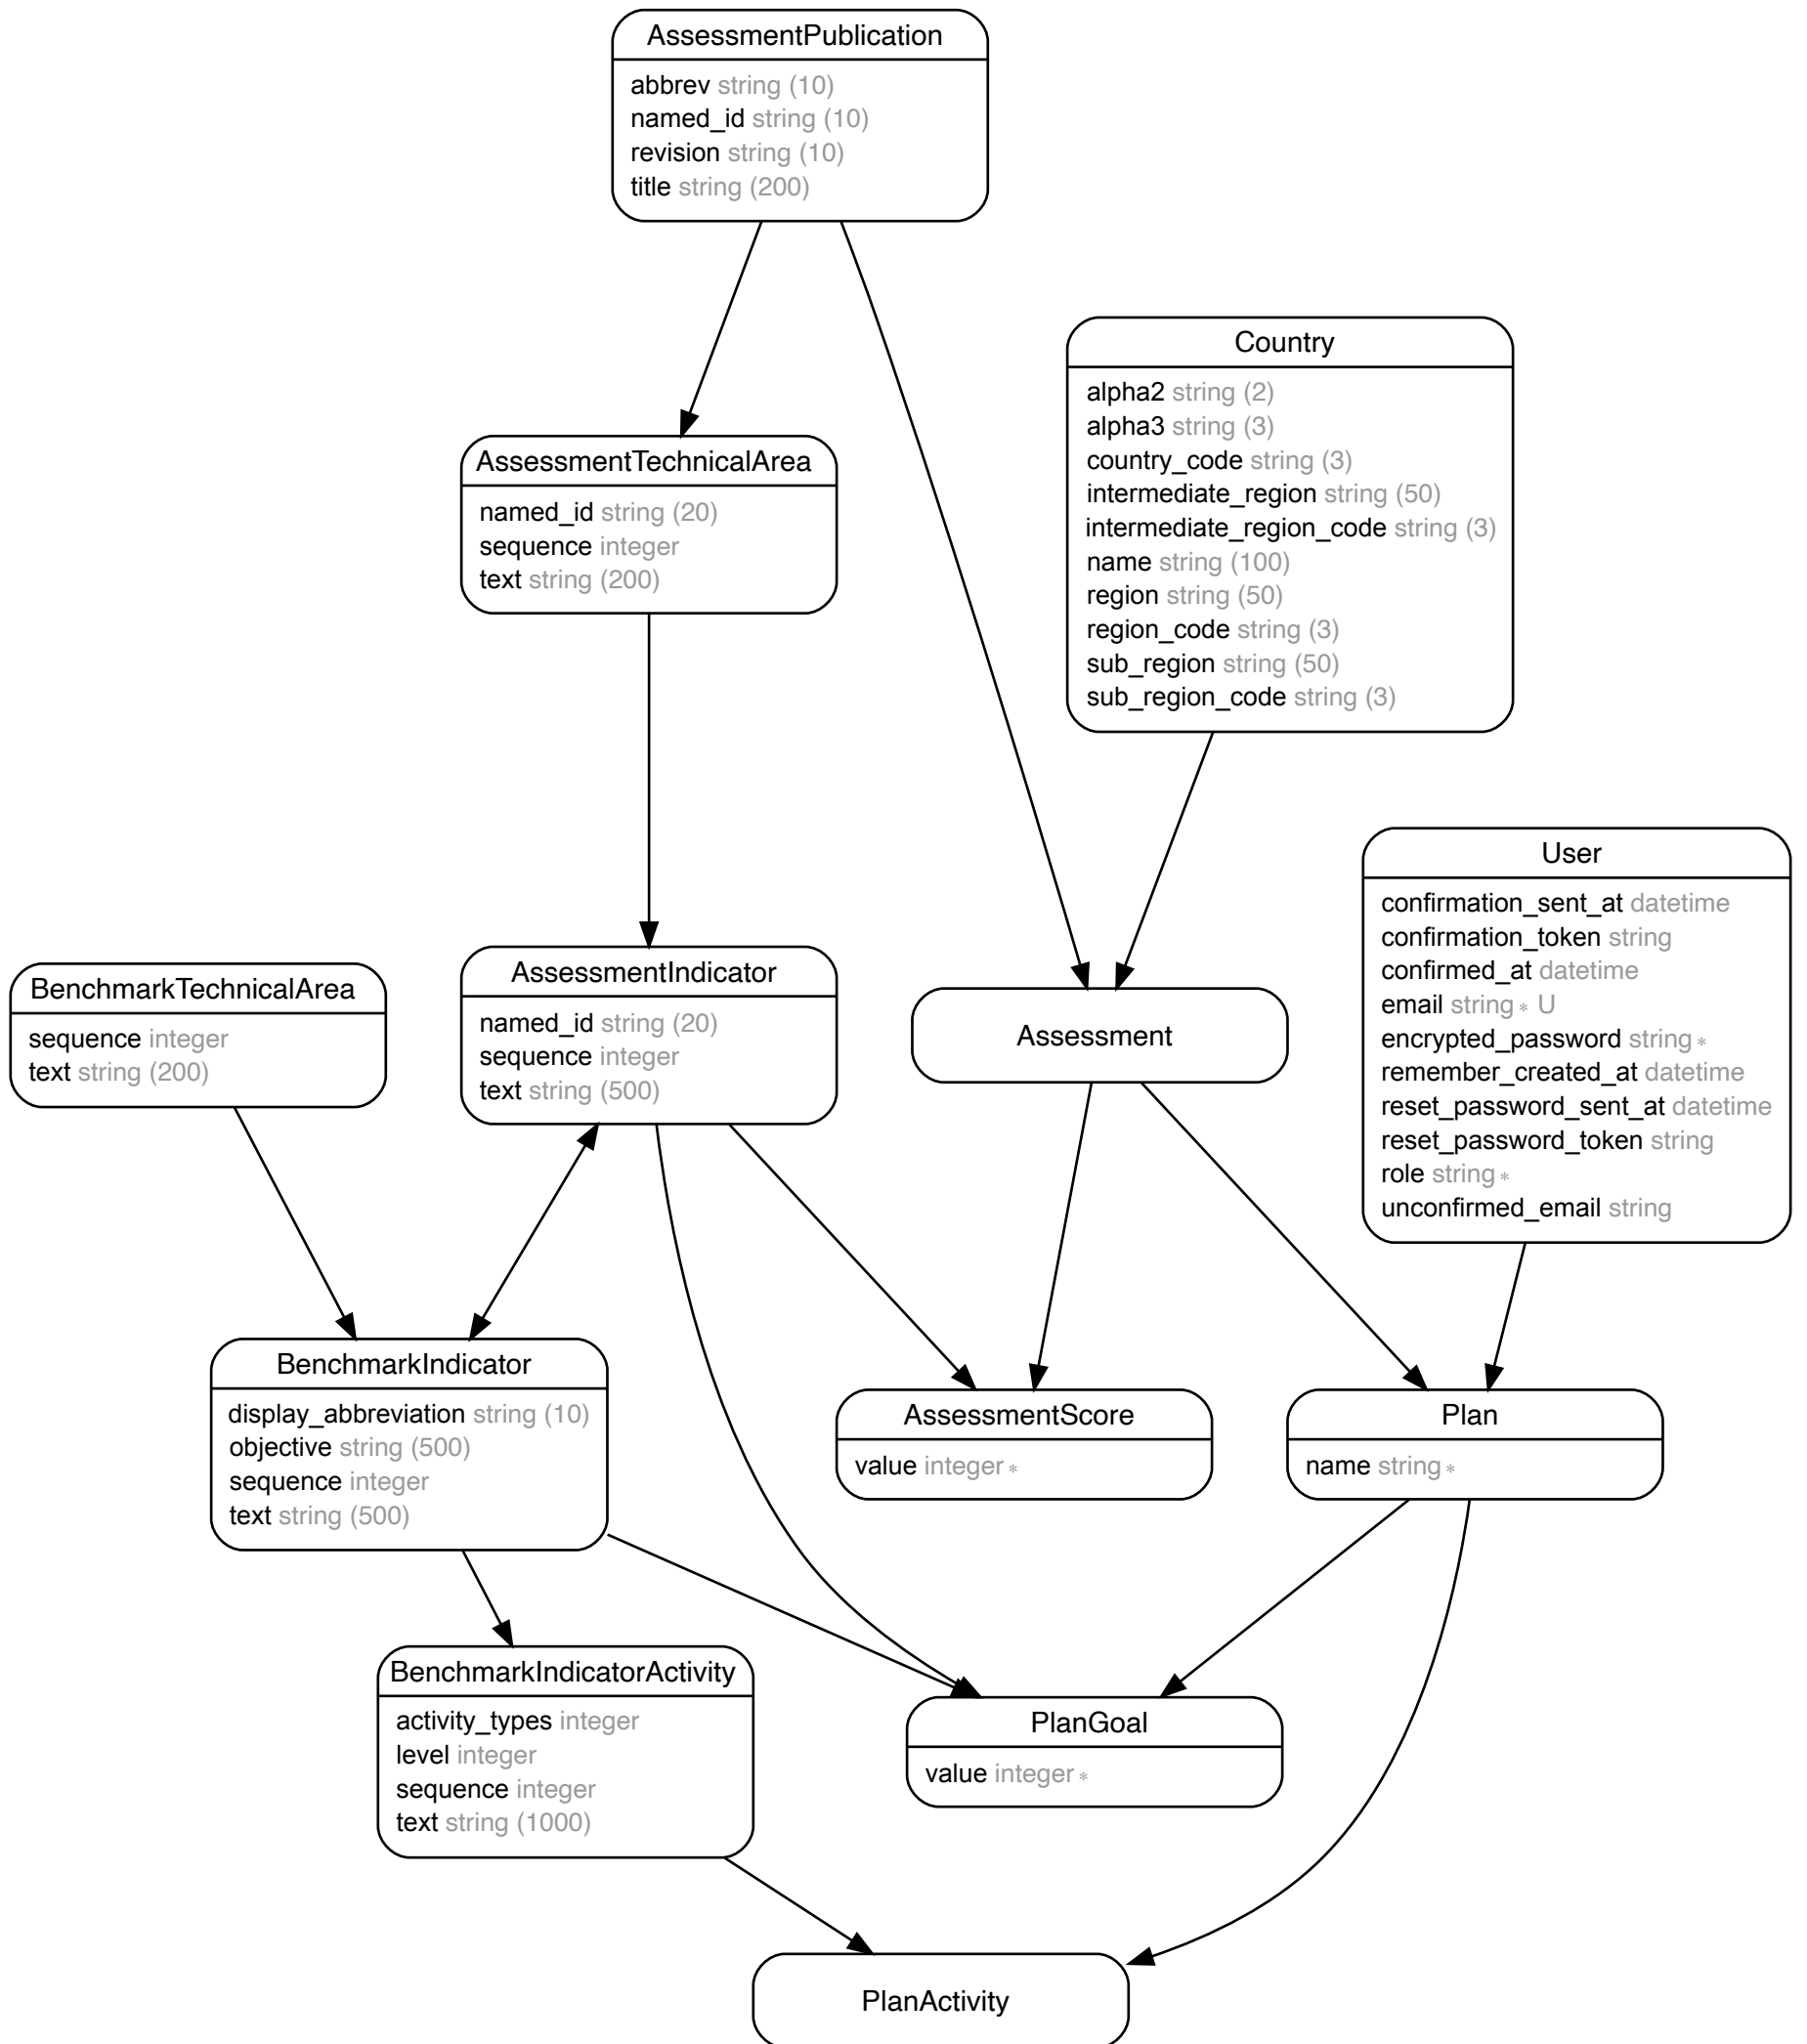 AssessmentPublication
abbrev string (10)
named_id string (10)
revision string (10)
title string (200)
Country
alpha2 string (2)
alpha3 string (3)
country_code string (3)
intermediate_region string (50)
intermediate_region_code string (3)
name string (100)
region string (50)
region_code string (3)
sub_region string (50)
sub_region_code string (3)
AssessmentTechnicalArea
named_id string (20)
sequence integer
text string (200)
User
confirmation_sent_at datetime
confirmation_token string
confirmed_at datetime
email string∗ U
encrypted_password string∗
remember_created_at datetime
reset_password_sent_at datetime
reset_password_token string
role string∗
unconfirmed_email string
BenchmarkTechnicalArea
sequence integer
text string (200)
AssessmentIndicator
named_id string (20)
sequence integer
text string (500)
Assessment
BenchmarkIndicator
display_abbreviation string (10)
objective string (500)
sequence integer
text string (500)
AssessmentScore
value integer∗
Plan
name string∗
BenchmarkIndicatorActivity
activity_types integer
level integer
sequence integer
text string (1000)
PlanGoal
value integer∗
PlanActivity